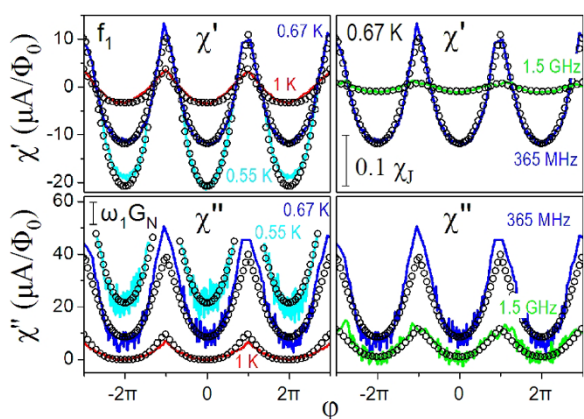 f₁ χ' 0.67 K
0.67 K χ'
1 K
0.55 K
1.5 GHz
365 MHz
0.1 χJ
10
0
-10
-20
χ' (μA/Φ₀)
ω₁GN
χ'' 0.67 K
0.55 K
1 K
χ'' 365 MHz
1.5 GHz
60
40
20
0
χ'' (μA/Φ₀)
-2π 0 2π -2π 0 2π
φ